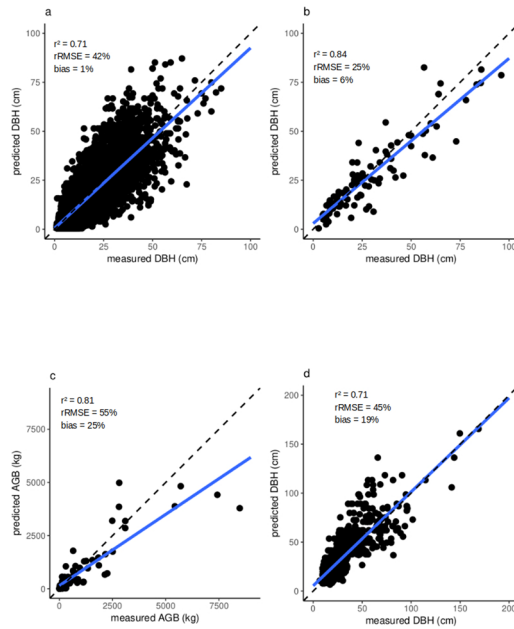 a
r² = 0.71
rRMSE = 42%
bias = 1%
predicted DBH (cm)
100
75
50
25
0
0 25 50 75 100
measured DBH (cm)
b
r² = 0.84
rRMSE = 25%
bias = 6%
predicted DBH (cm)
100
75
50
25
0
0 25 50 75 100
measured DBH (cm)
c
r² = 0.81
rRMSE = 55%
bias = 25%
predicted AGB (kg)
7500
5000
2500
0
0 2500 5000 7500
measured AGB (kg)
d
r² = 0.71
rRMSE = 45%
bias = 19%
predicted DBH (cm)
200
150
100
50
0
0 50 100 150 200
measured DBH (cm)